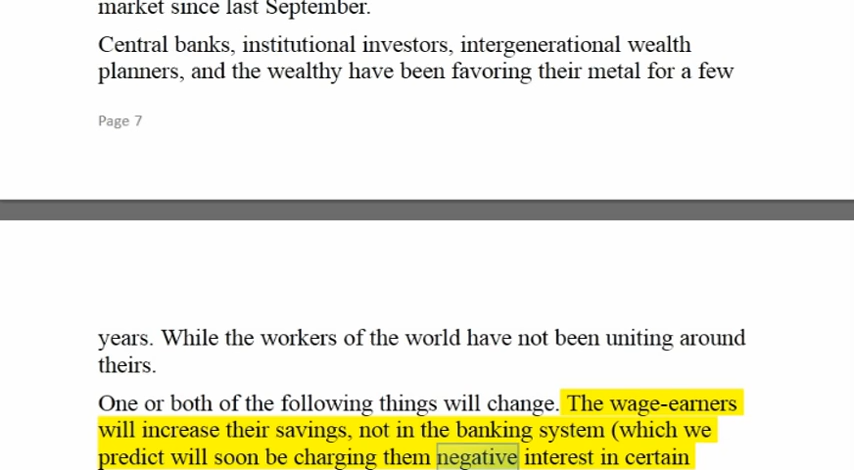 market since last September.
Central banks, institutional investors, intergenerational wealth
planners, and the wealthy have been favoring their metal for a few
Page 7
years. While the workers of the world have not been uniting around
theirs.
One or both of the following things will change. The wage-earners
will increase their savings, not in the banking system (which we
predict will soon be charging them negative interest in certain